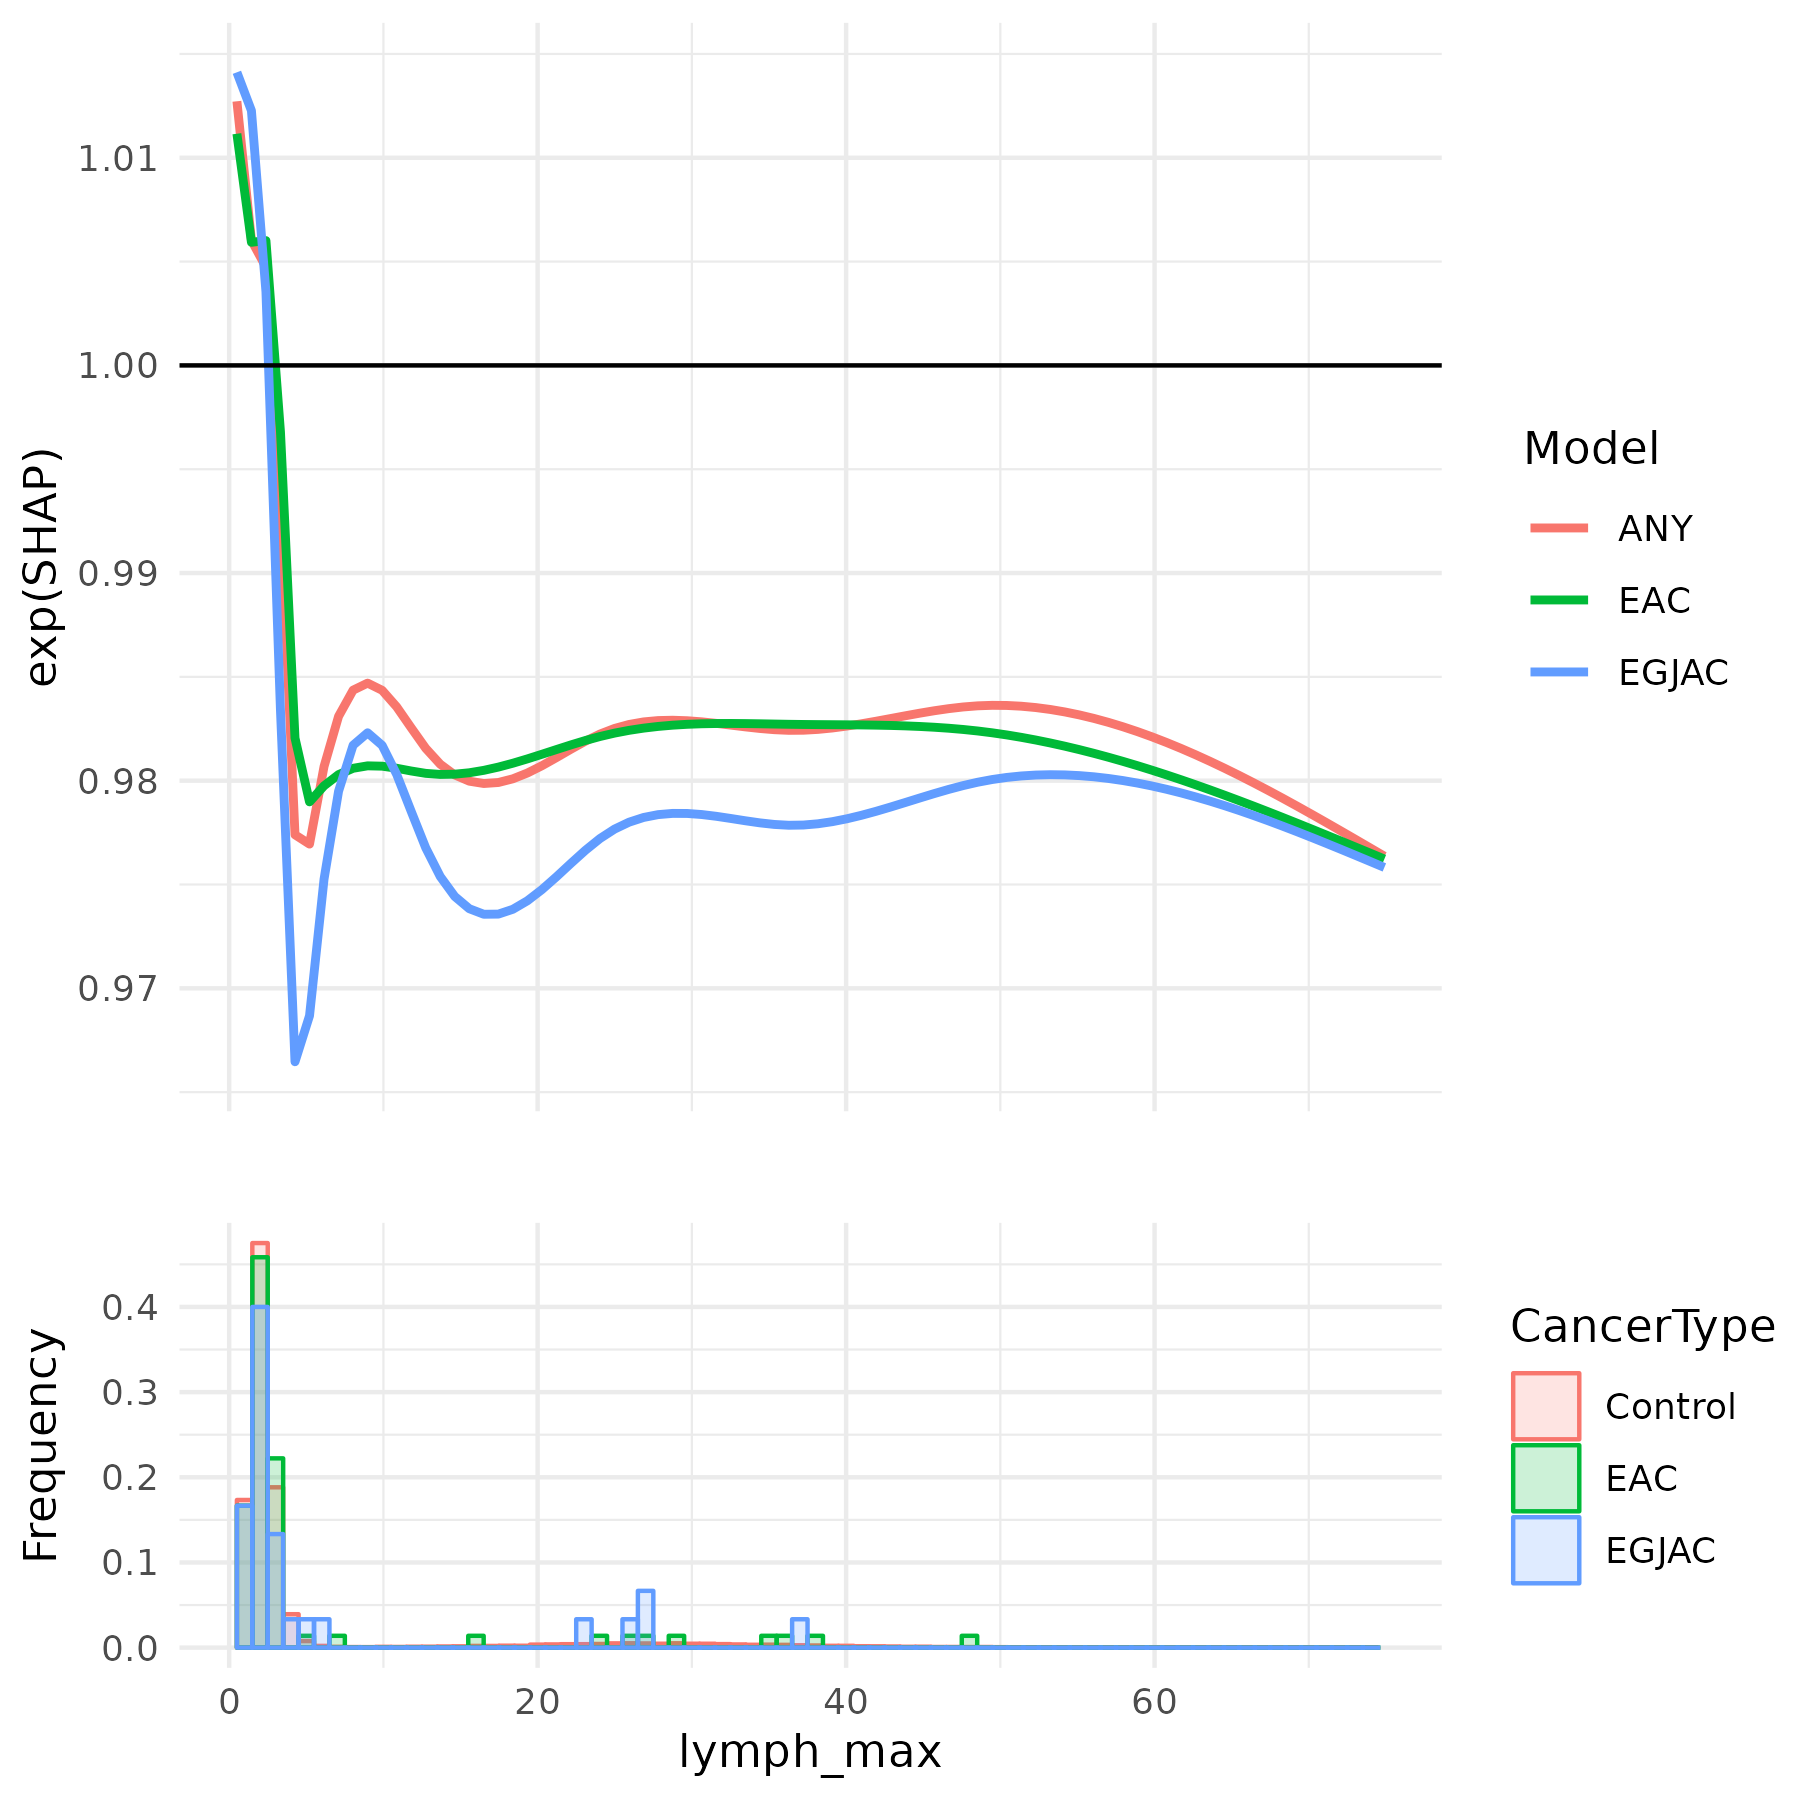 exp(SHAP)
1.01
1.00
0.99
0.98
0.97
Model
ANY
EAC
EGJAC
Frequency
0.4
0.3
0.2
0.1
0.0
0 20 40 60
lymph_max
CancerType
Control
EAC
EGJAC